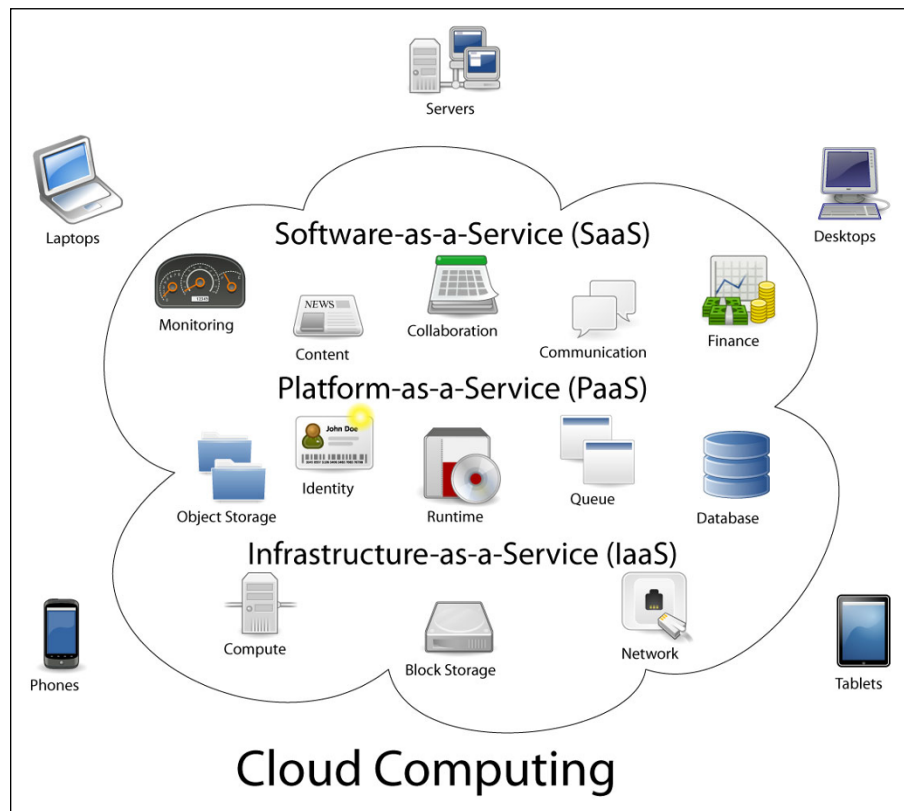 Servers
Laptops
Desktops
Software-as-a-Service (SaaS)
Monitoring
NEWS
Content
Collaboration
Communication
Finance
Platform-as-a-Service (PaaS)
John Doe
Object Storage
Identity
Runtime
Queue
Database
Infrastructure-as-a-Service (IaaS)
Compute
Block Storage
Network
Phones
Tablets
Cloud Computing